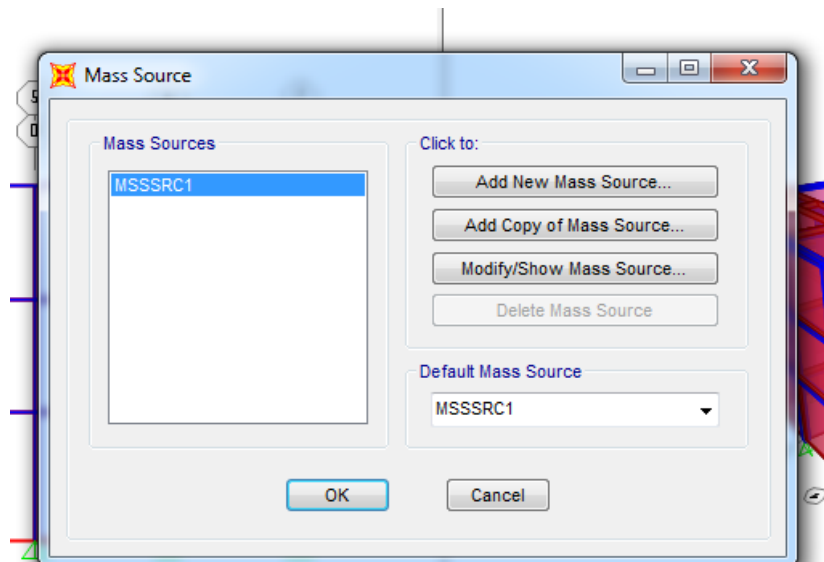 Mass Source
Mass Sources
MSSSRC1
Click to:
Add New Mass Source...
Add Copy of Mass Source...
Modify/Show Mass Source...
Delete Mass Source
Default Mass Source
MSSSRC1
OK
Cancel